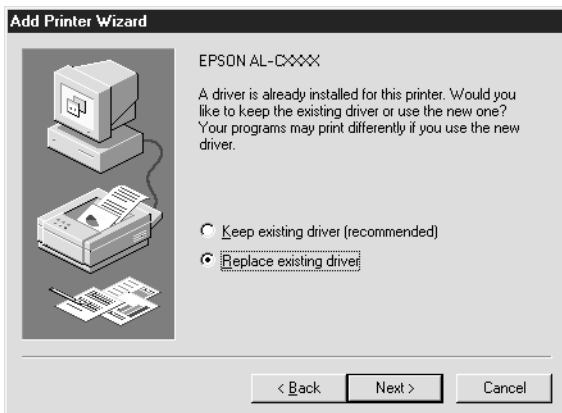 Add Printer Wizard
EPSON AL-CXXXX
A driver is already installed for this printer. Would you
like to keep the existing driver or use the new one?
Your programs may print differently if you use the new
driver.
Keep existing driver (recommended)
Replace existing driver
< Back Next > Cancel